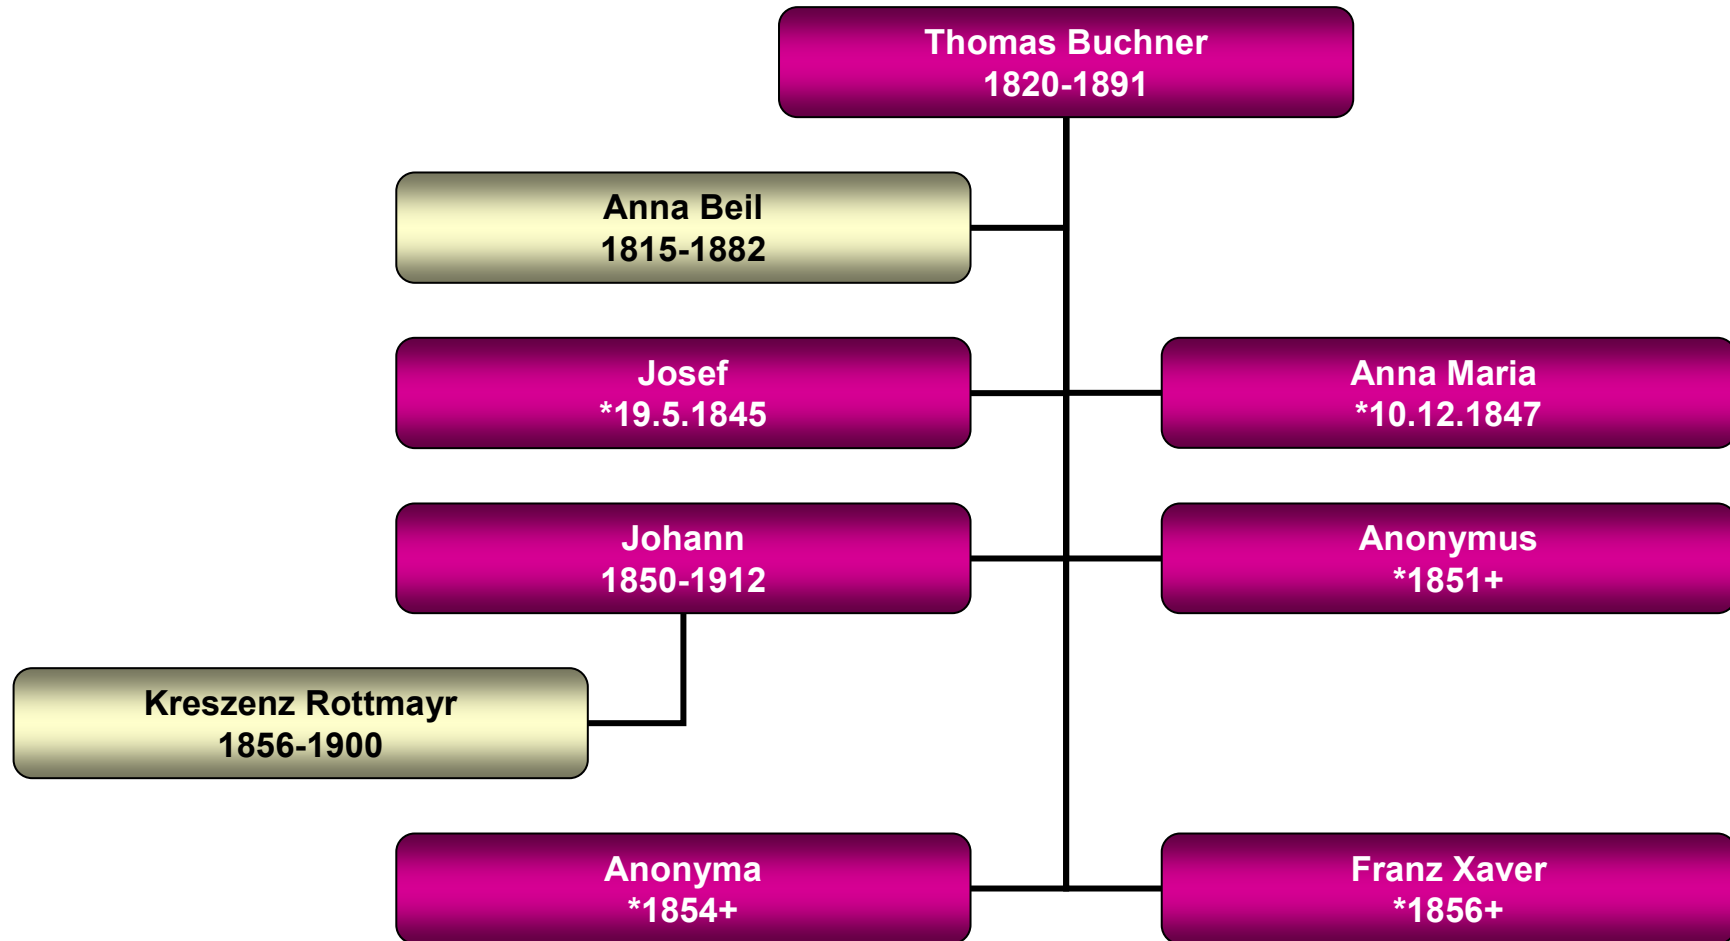 Thomas Buchner
1820-1891
Anna Beil
1815-1882
Josef
*19.5.1845
Anna Maria
*10.12.1847
Johann
1850-1912
Anonymus
*1851+
Kreszenz Rottmayr
1856-1900
Anonyma
*1854+
Franz Xaver
*1856+